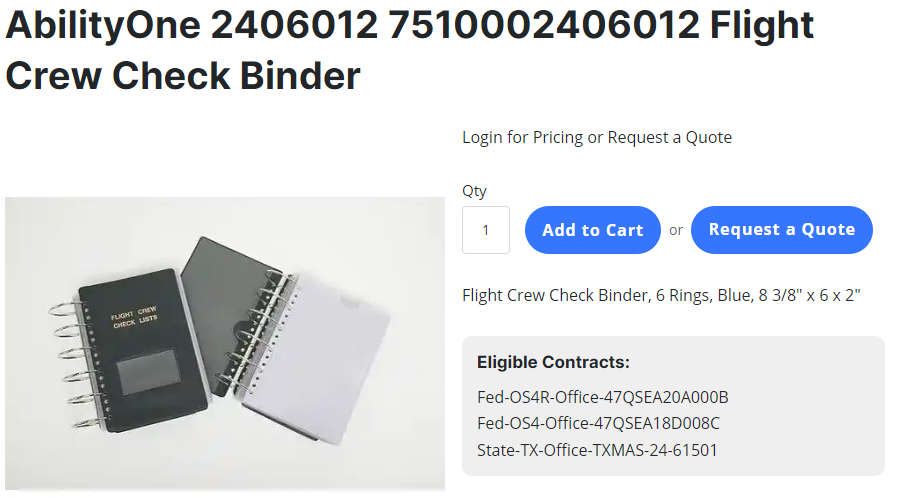 AbilityOne 2406012 7510002406012 Flight
Crew Check Binder
Login for Pricing or Request a Quote
Qty
1
Add to Cart
or
Request a Quote
FLIGHT CREW
CHECK LISTS
Flight Crew Check Binder, 6 Rings, Blue, 8 3/8" x 6 x 2"
Eligible Contracts:
Fed-OS4R-Office-47QSEA20A000B
Fed-OS4-Office-47QSEA18D008C
State-TX-Office-TXMAS-24-61501